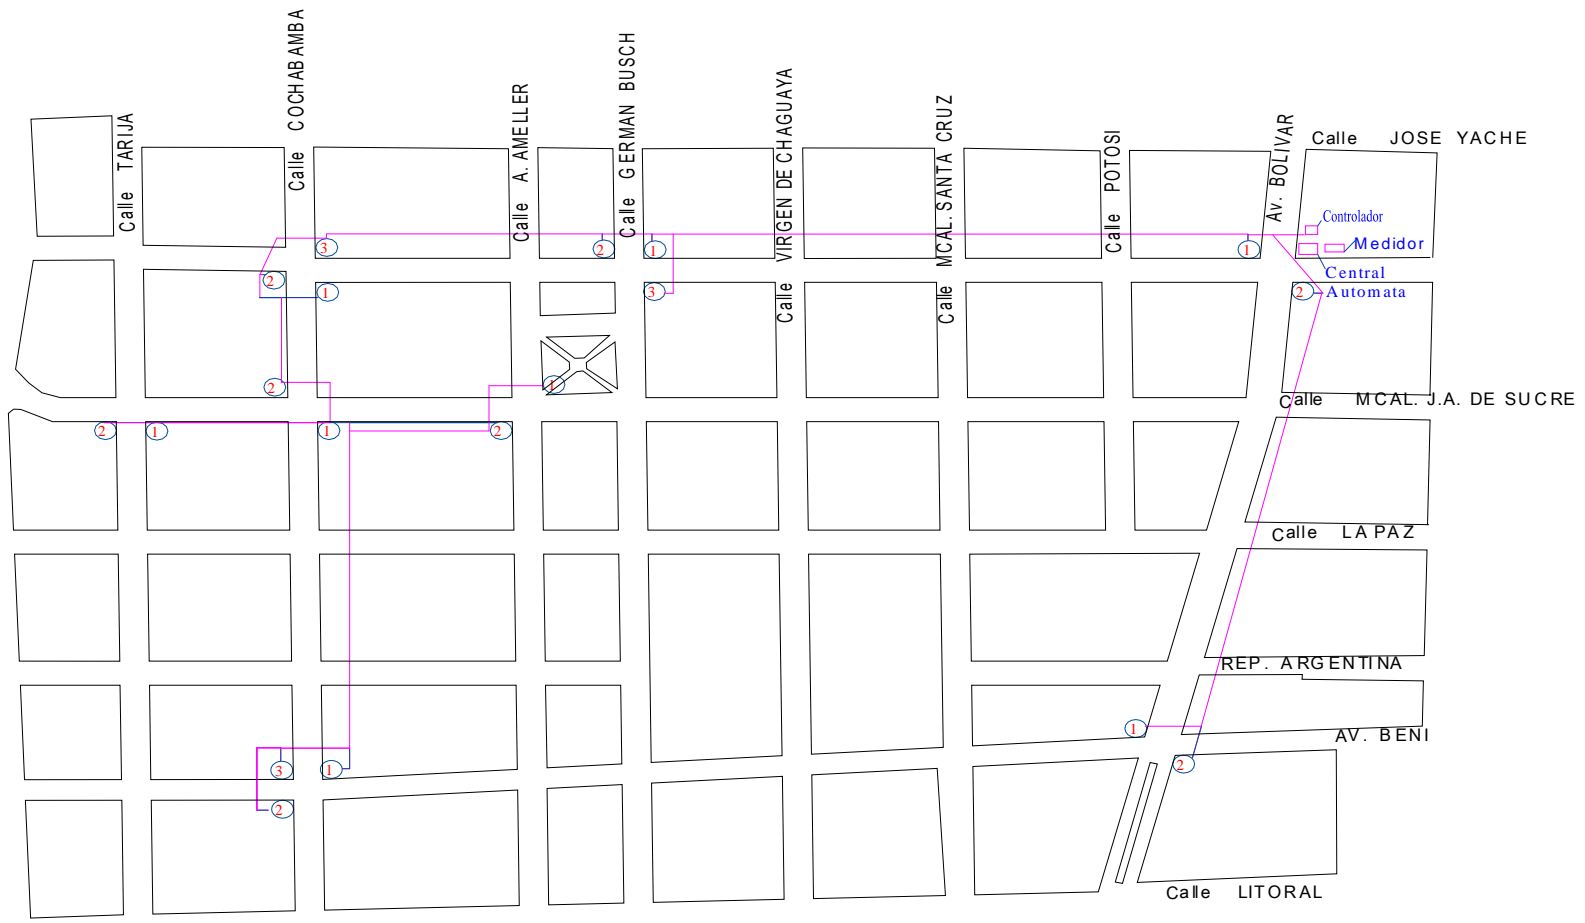 Calle TARIJA
Calle COCHABAMBA
Calle A. AMELLER
Calle GERMAN BUSCH
Calle VIRGEN DE CHAGUAYA
Calle MCAL. SANTA CRUZ
Calle POTOSI
Av. BOLIVAR
Calle JOSE YACHE
Controlador
Medidor
Central
Automata
3
2
1
1
2
1
3
2
2
1
Calle MCAL. J.A. DE SUCRE
2
1
1
2
1
Calle LA PAZ
REP. ARGENTINA
1
AV. BENI
2
3
1
2
Calle LITORAL